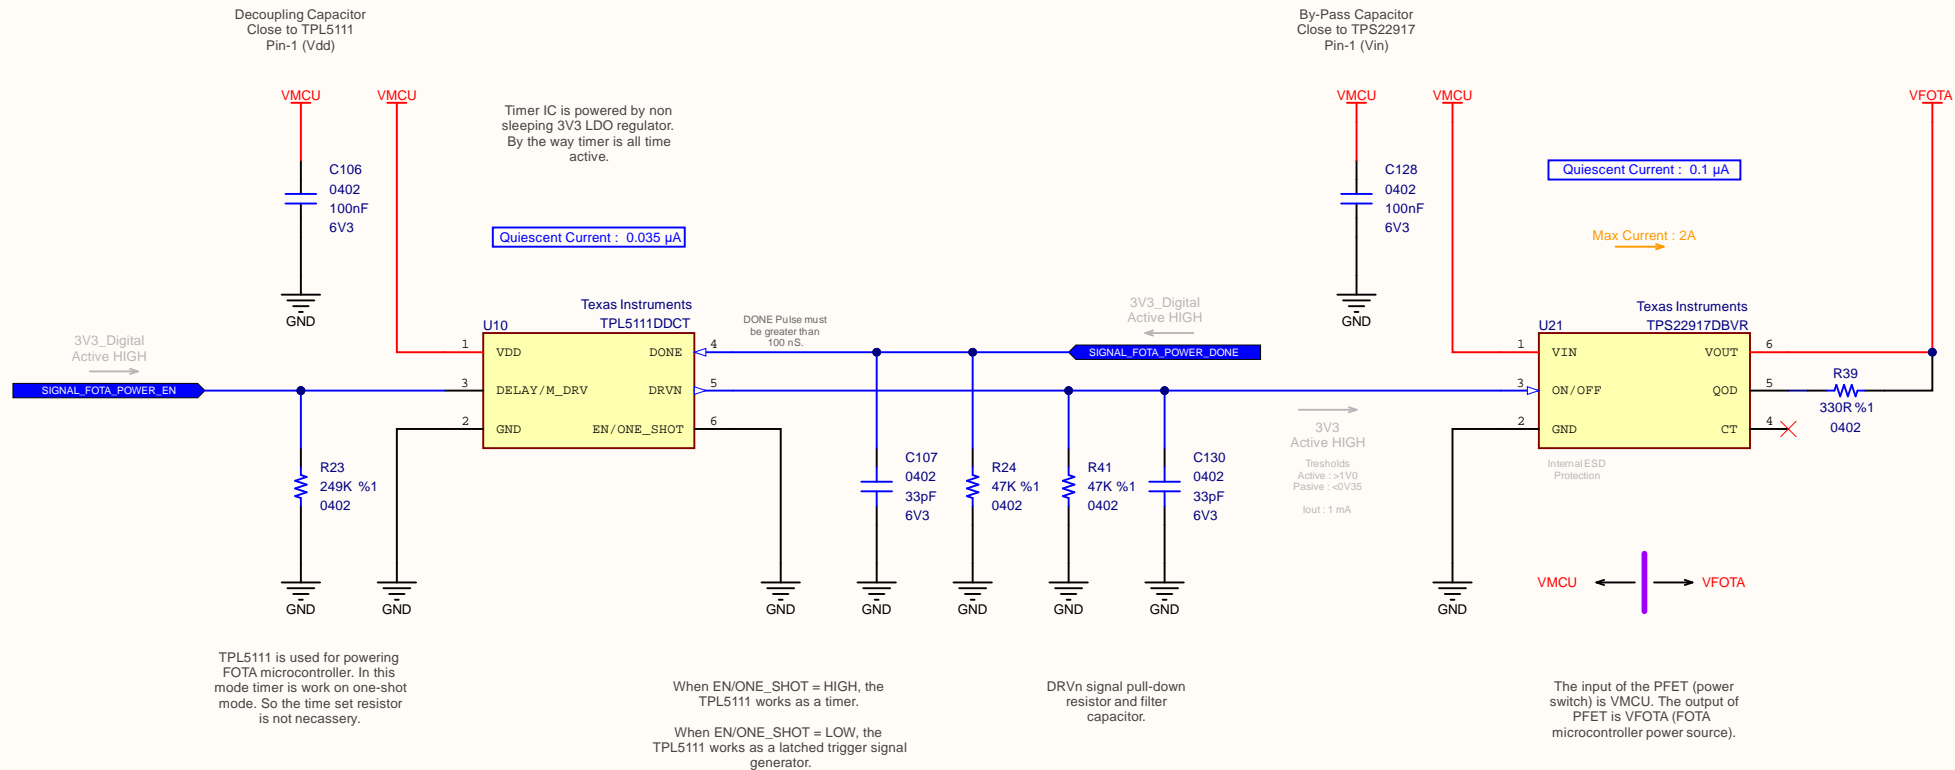 Decoupling Capacitor
Close to TPL5111
Pin-1 (Vdd)
By-Pass Capacitor
Close to TPS22917
Pin-1 (Vin)
VMCU
VMCU
VMCU
VMCU
VFOTA
Timer IC is powered by non
sleeping 3V3 LDO regulator.
By the way timer is all time
active.
C106
0402
100nF
6V3
C128
0402
100nF
6V3
Quiescent Current : 0.1 µA
Quiescent Current : 0.035 µA
Max Current : 2A
GND
GND
3V3_Digital
Active HIGH
SIGNAL_FOTA_POWER_EN
Texas Instruments
U10
TPL5111DDCT
1
VDD
DONE
4
3
DELAY/M_DRV
DRVN
5
2
GND
EN/ONE_SHOT
6
DONE Pulse must
be greater than
100 nS.
3V3_Digital
Active HIGH
SIGNAL_FOTA_POWER_DONE
Texas Instruments
U21
TPS22917DBVR
1
VIN
VOUT
6
3
ON/OFF
QOD
5
2
GND
CT
4
R39
330R %1
0402
3V3
Active HIGH
Tresholds
Active : >1V0
Pasive : <0V35
Iout : 1 mA
Internal ESD
Protection
R23
249K %1
0402
C107
0402
33pF
6V3
R24
47K %1
0402
R41
47K %1
0402
C130
0402
33pF
6V3
GND
GND
GND
GND
GND
GND
GND
GND
VMCU
VFOTA
TPL5111 is used for powering
FOTA microcontroller. In this
mode timer is work on one-shot
mode. So the time set resistor
is not necassery.
When EN/ONE_SHOT = HIGH, the
TPL5111 works as a timer.
When EN/ONE_SHOT = LOW, the
TPL5111 works as a latched trigger signal
generator.
DRVn signal pull-down
resistor and filter
capacitor.
The input of the PFET (power
switch) is VMCU. The output of
PFET is VFOTA (FOTA
microcontroller power source).